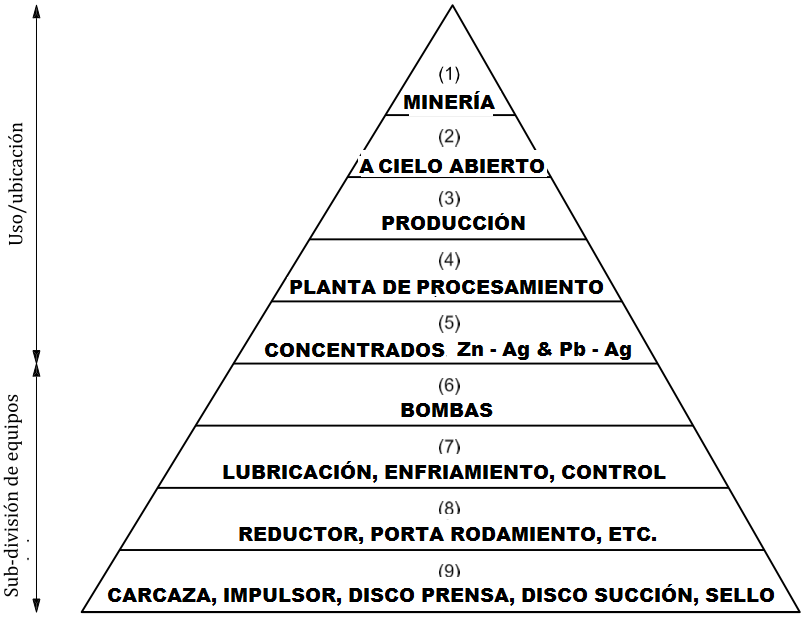 (1)
MINERÍA
(2)
A CIELO ABIERTO
(3)
PRODUCCIÓN
(4)
PLANTA DE PROCESAMIENTO
(5)
CONCENTRADOS Zn - Ag & Pb - Ag
(6)
BOMBAS
(7)
LUBRICACIÓN, ENFRIAMIENTO, CONTROL
(8)
REDUCTOR, PORTA RODAMIENTO, ETC.
(9)
CARCAZA, IMPULSOR, DISCO PRENSA, DISCO SUCCIÓN, SELLO
Uso/ubicación
Sub-división de equipos